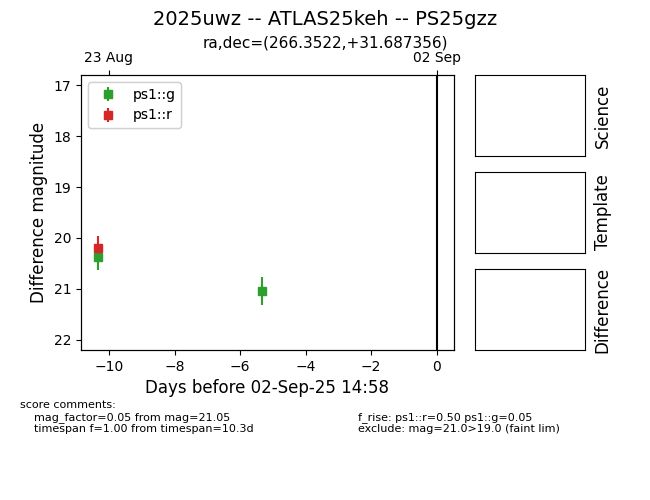 2025uwz -- ATLAS25keh -- PS25gzz
ra,dec=(266.3522,+31.687356)
23 Aug
02 Sep
ps1::g
ps1::r
17
18
19
20
21
22
Difference magnitude
−10
−8
−6
−4
−2
0
Days before 02-Sep-25 14:58
Science
Template
Difference
score comments:
mag_factor=0.05 from mag=21.05
timespan f=1.00 from timespan=10.3d
f_rise: ps1::r=0.50 ps1::g=0.05
exclude: mag=21.0>19.0 (faint lim)